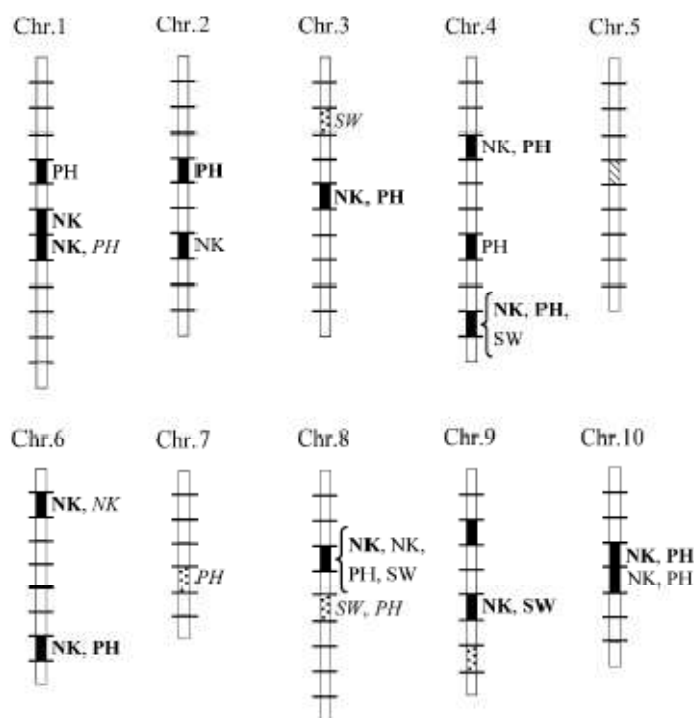 Chr.1 Chr.2 Chr.3 Chr.4 Chr.5
SW
NK, PH
PH PH
NK NK, PH
NK, PH NK PH
NK, PH,
SW
Chr.6 Chr.7 Chr.8 Chr.9 Chr.10
NK, NK
NK, NK, NK, PH
PH, SW NK, PH
PH
SW, PH NK, SW
NK, PH